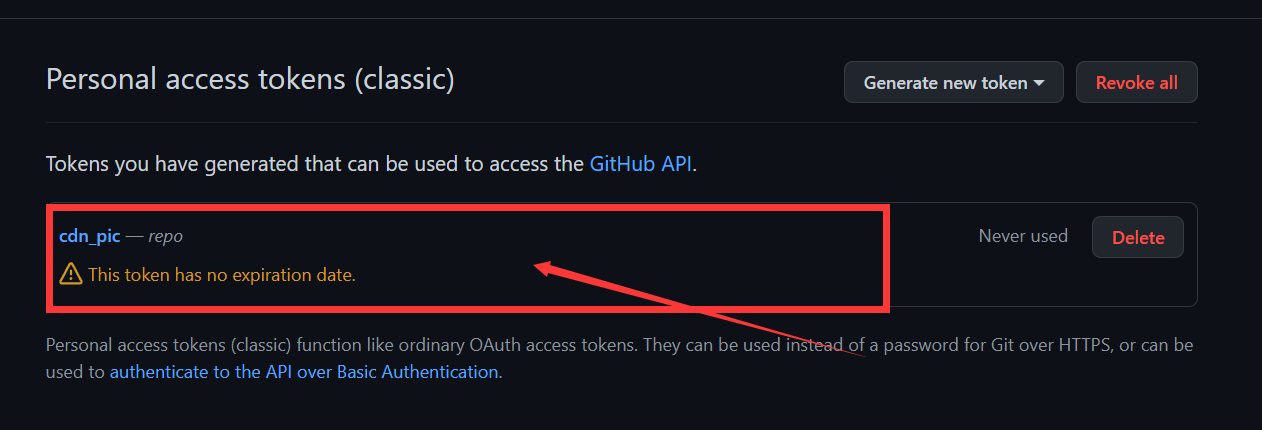 Personal access tokens (classic)
Generate new token
Revoke all
Tokens you have generated that can be used to access the GitHub API.
cdn_pic — repo
Never used
Delete
This token has no expiration date.
Personal access tokens (classic) function like ordinary OAuth access tokens. They can be used instead of a password for Git over HTTPS, or can be
used to authenticate to the API over Basic Authentication.